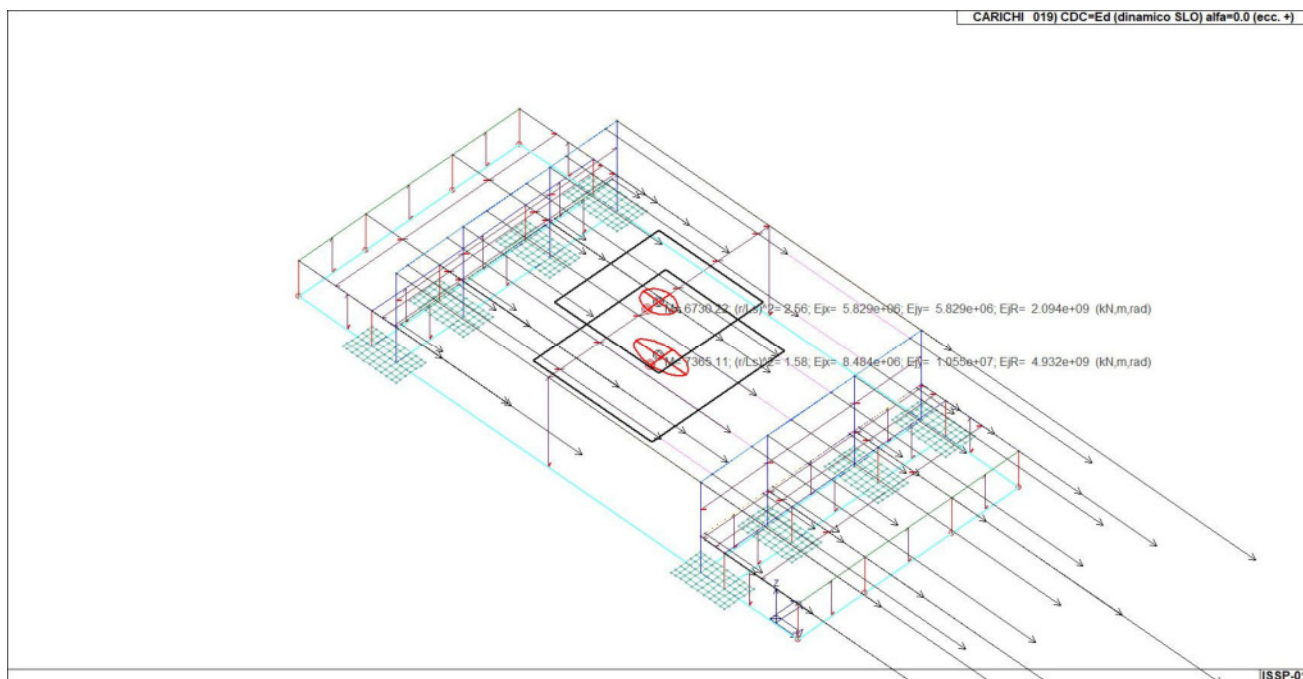 CARICHI 019) CDC=Ed (dinamico SLO) alfa=0.0 (ecc. +)
M= 6730.22; (r/Ls)^2= 2.56; Ejx= 5.829e+06; Ejy= 5.829e+06; EjR= 2.094e+09 (kN,m,rad)
M= 7365.11; (r/Ls)^2= 1.58; Ejx= 8.484e+06; Ejy= 1.055e+07; EjR= 4.932e+09 (kN,m,rad)
Z